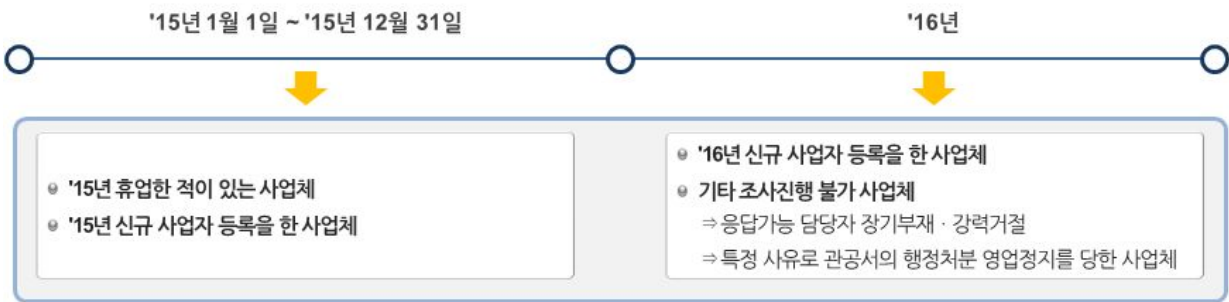 '15년 1월 1일 ~ '15년 12월 31일
'16년
'15년 휴업한 적이 있는 사업체
'15년 신규 사업자 등록을 한 사업체
'16년 신규 사업자 등록을 한 사업체
기타 조사진행 불가 사업체
⇒ 응답가능 담당자 장기부재 · 강력거절
⇒ 특정 사유로 관공서의 행정처분 영업정지를 당한 사업체